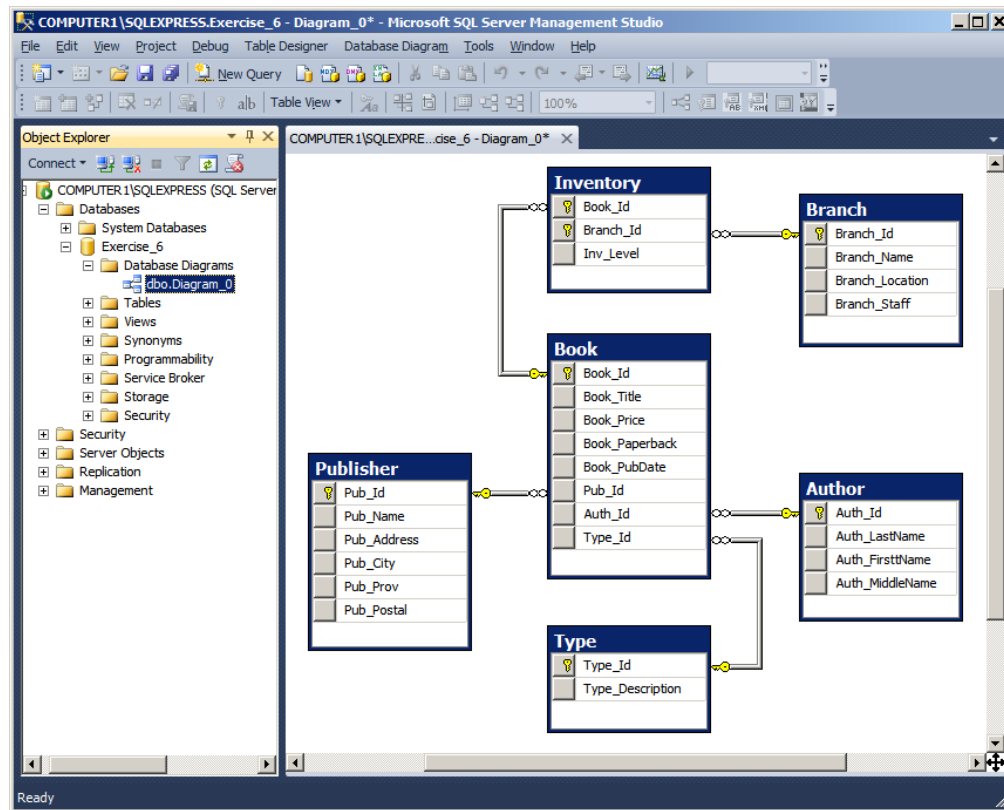 COMPUTER1\SQLEXPRESS.Exercise_6 - Diagram_0* - Microsoft SQL Server Management Studio
File Edit View Project Debug Table Designer Database Diagram Tools Window Help
New Query
Table View 100%
Object Explorer
Connect
COMPUTER1\SQLEXPRESS (SQL Server
Databases
System Databases
Exercise_6
Database Diagrams
dbo.Diagram_0
Tables
Views
Synonyms
Programmability
Service Broker
Storage
Security
Security
Server Objects
Replication
Management
COMPUTER1\SQLEXPRE...cise_6 - Diagram_0*
Inventory
Book_Id
Branch_Id
Inv_Level
Branch
Branch_Id
Branch_Name
Branch_Location
Branch_Staff
Book
Book_Id
Book_Title
Book_Price
Book_Paperback
Book_PubDate
Pub_Id
Auth_Id
Type_Id
Publisher
Pub_Id
Pub_Name
Pub_Address
Pub_City
Pub_Prov
Pub_Postal
Author
Auth_Id
Auth_LastName
Auth_FirsttName
Auth_MiddleName
Type
Type_Id
Type_Description
Ready